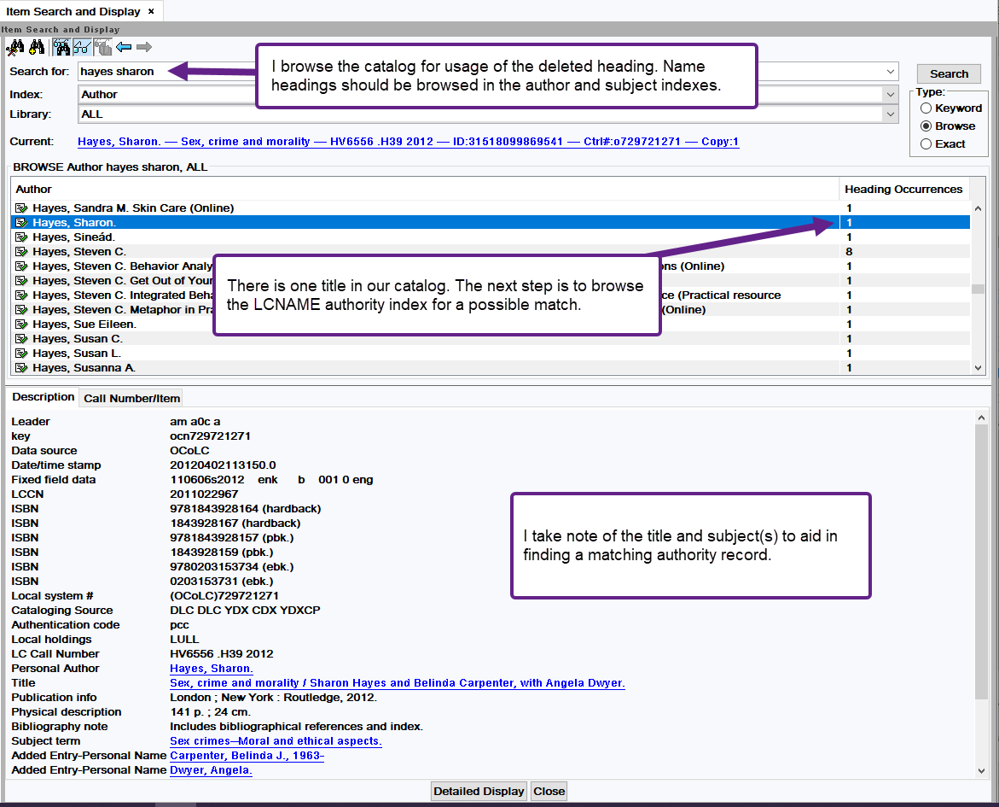 Item Search and Display ×
Item Search and Display
Search for: hayes sharon
I browse the catalog for usage of the deleted heading. Name
headings should be browsed in the author and subject indexes.
Search
Index: Author
Library: ALL
Type:
Keyword
Browse
Exact
Current: Hayes, Sharon. — Sex, crime and morality — HV6556 .H39 2012 — ID:31518099869541 — Ctrl#:o729721271 — Copy:1
BROWSE Author hayes sharon, ALL
Author Heading Occurrences
Hayes, Sandra M. Skin Care (Online) 1
Hayes, Sharon. 1
Hayes, Sineád. 1
Hayes, Steven C. 8
Hayes, Steven C. Behavior Analy ns (Online) 1
Hayes, Steven C. Get Out of Your 1
Hayes, Steven C. Integrated Beha ce (Practical resource 1
Hayes, Steven C. Metaphor in Pra (Online) 1
Hayes, Sue Eileen. 1
Hayes, Susan C. 1
Hayes, Susan L. 1
Hayes, Susanna A. 1
There is one title in our catalog. The next step is to browse
the LCNAME authority index for a possible match.
Description Call Number/Item
Leader am a0c a
key ocn729721271
Data source OCoLC
Date/time stamp 20120402113150.0
Fixed field data 110606s2012 enk b 001 0 eng
LCCN 2011022967
ISBN 9781843928164 (hardback)
ISBN 1843928167 (hardback)
ISBN 9781843928157 (pbk.)
ISBN 1843928159 (pbk.)
ISBN 9780203153734 (ebk.)
ISBN 0203153731 (ebk.)
Local system # (OCoLC)729721271
Cataloging Source DLC DLC YDX CDX YDXCP
Authentication code pcc
Local holdings LULL
LC Call Number HV6556 .H39 2012
Personal Author Hayes, Sharon.
Title Sex, crime and morality / Sharon Hayes and Belinda Carpenter, with Angela Dwyer.
Publication info London ; New York : Routledge, 2012.
Physical description 141 p. ; 24 cm.
Bibliography note Includes bibliographical references and index.
Subject term Sex crimes--Moral and ethical aspects.
Added Entry-Personal Name Carpenter, Belinda J., 1963-
Added Entry-Personal Name Dwyer, Angela.
I take note of the title and subject(s) to aid in
finding a matching authority record.
Detailed Display Close